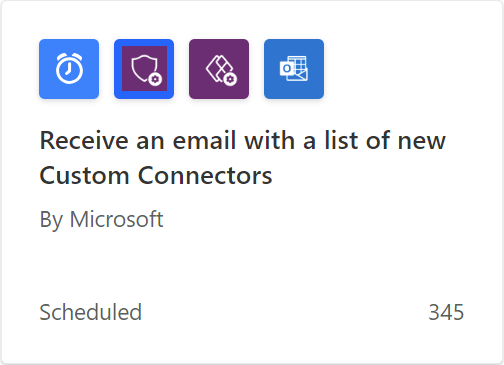 Receive an email with a list of new
Custom Connectors
By Microsoft
Scheduled
345